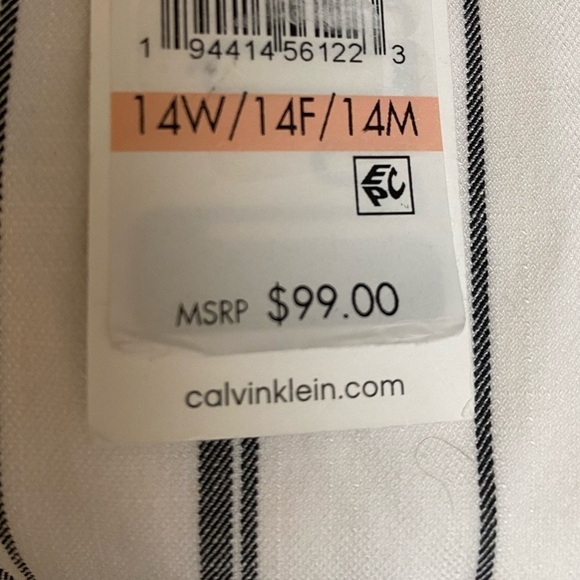 1 94414 56122 3
14W/14F/14M
EPC
MSRP $99.00
calvinklein.com